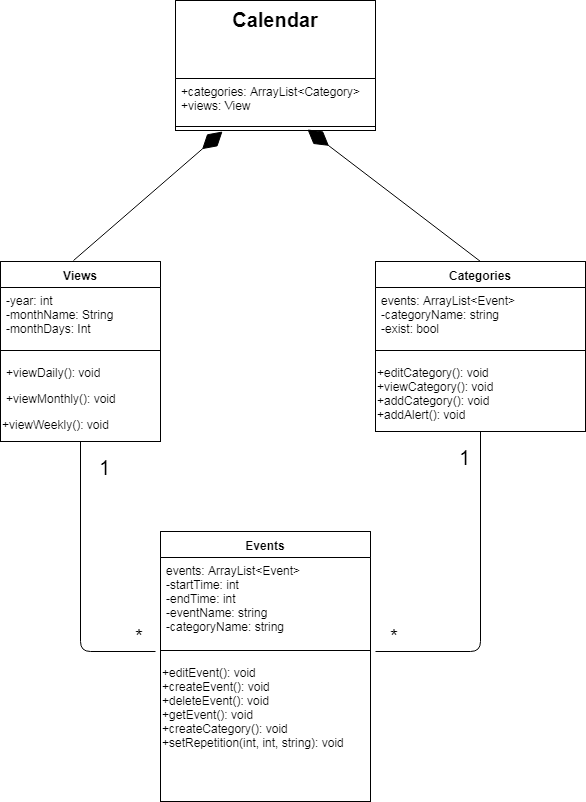 Calendar
+categories: ArrayList<Category>
+views: View
Views
-year: int
-monthName: String
-monthDays: Int
+viewDaily(): void
+viewMonthly(): void
+viewWeekly(): void
1
Categories
events: ArrayList<Event>
-categoryName: string
-exist: bool
+editCategory(): void
+viewCategory(): void
+addCategory(): void
+addAlert(): void
1
Events
events: ArrayList<Event>
-startTime: int
-endTime: int
-eventName: string
-categoryName: string
*
*
+editEvent(): void
+createEvent(): void
+deleteEvent(): void
+getEvent(): void
+createCategory(): void
+setRepetition(int, int, string): void